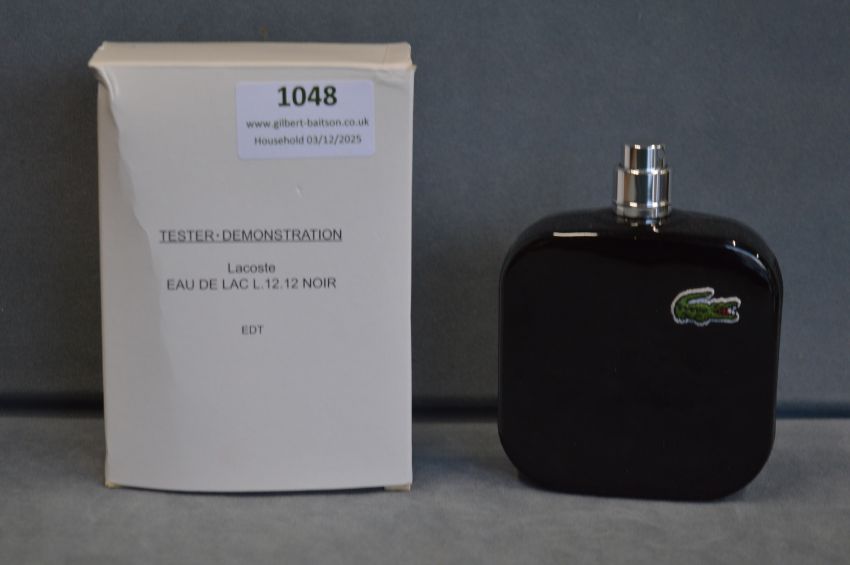 1048
www.gilbert-baitson.co.uk
Household 03/12/2025
TESTER·DEMONSTRATION
Lacoste
EAU DE LAC L.12.12 NOIR
EDT